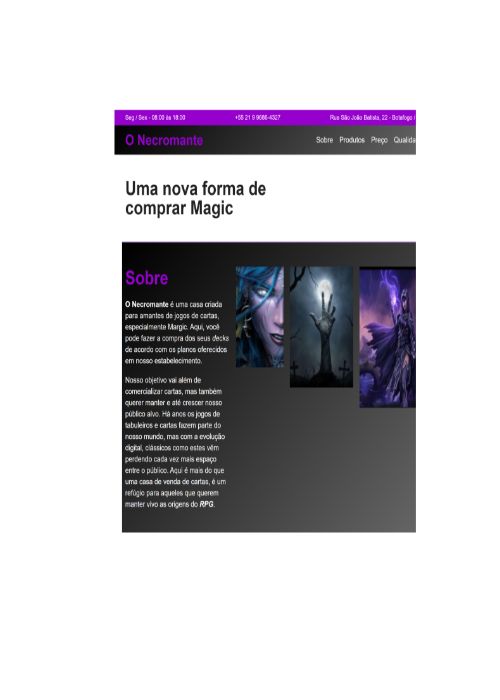 Seg / Sex - 08:00 às 18:00
+55 21 9 9686-4327
Rua São João Batista, 22 - Botafogo /
O Necromante
Sobre Produtos Preço Qualida
Uma nova forma de
comprar Magic
Sobre
O Necromante é uma casa criada
para amantes de jogos de cartas,
especialmente Margic. Aqui, você
pode fazer a compra dos seus decks
de acordo com os planos oferecidos
em nosso estabelecimento.
Nosso objetivo vai além de
comercializar cartas, mas também
querer manter e até crescer nosso
público alvo. Há anos os jogos de
tabuleiros e cartas fazem parte do
nosso mundo, mas com a evolução
digital, clássicos como estes vêm
perdendo cada vez mais espaço
entre o público. Aqui é mais do que
uma casa de venda de cartas, é um
refúgio para aqueles que querem
manter vivo as origens do RPG.